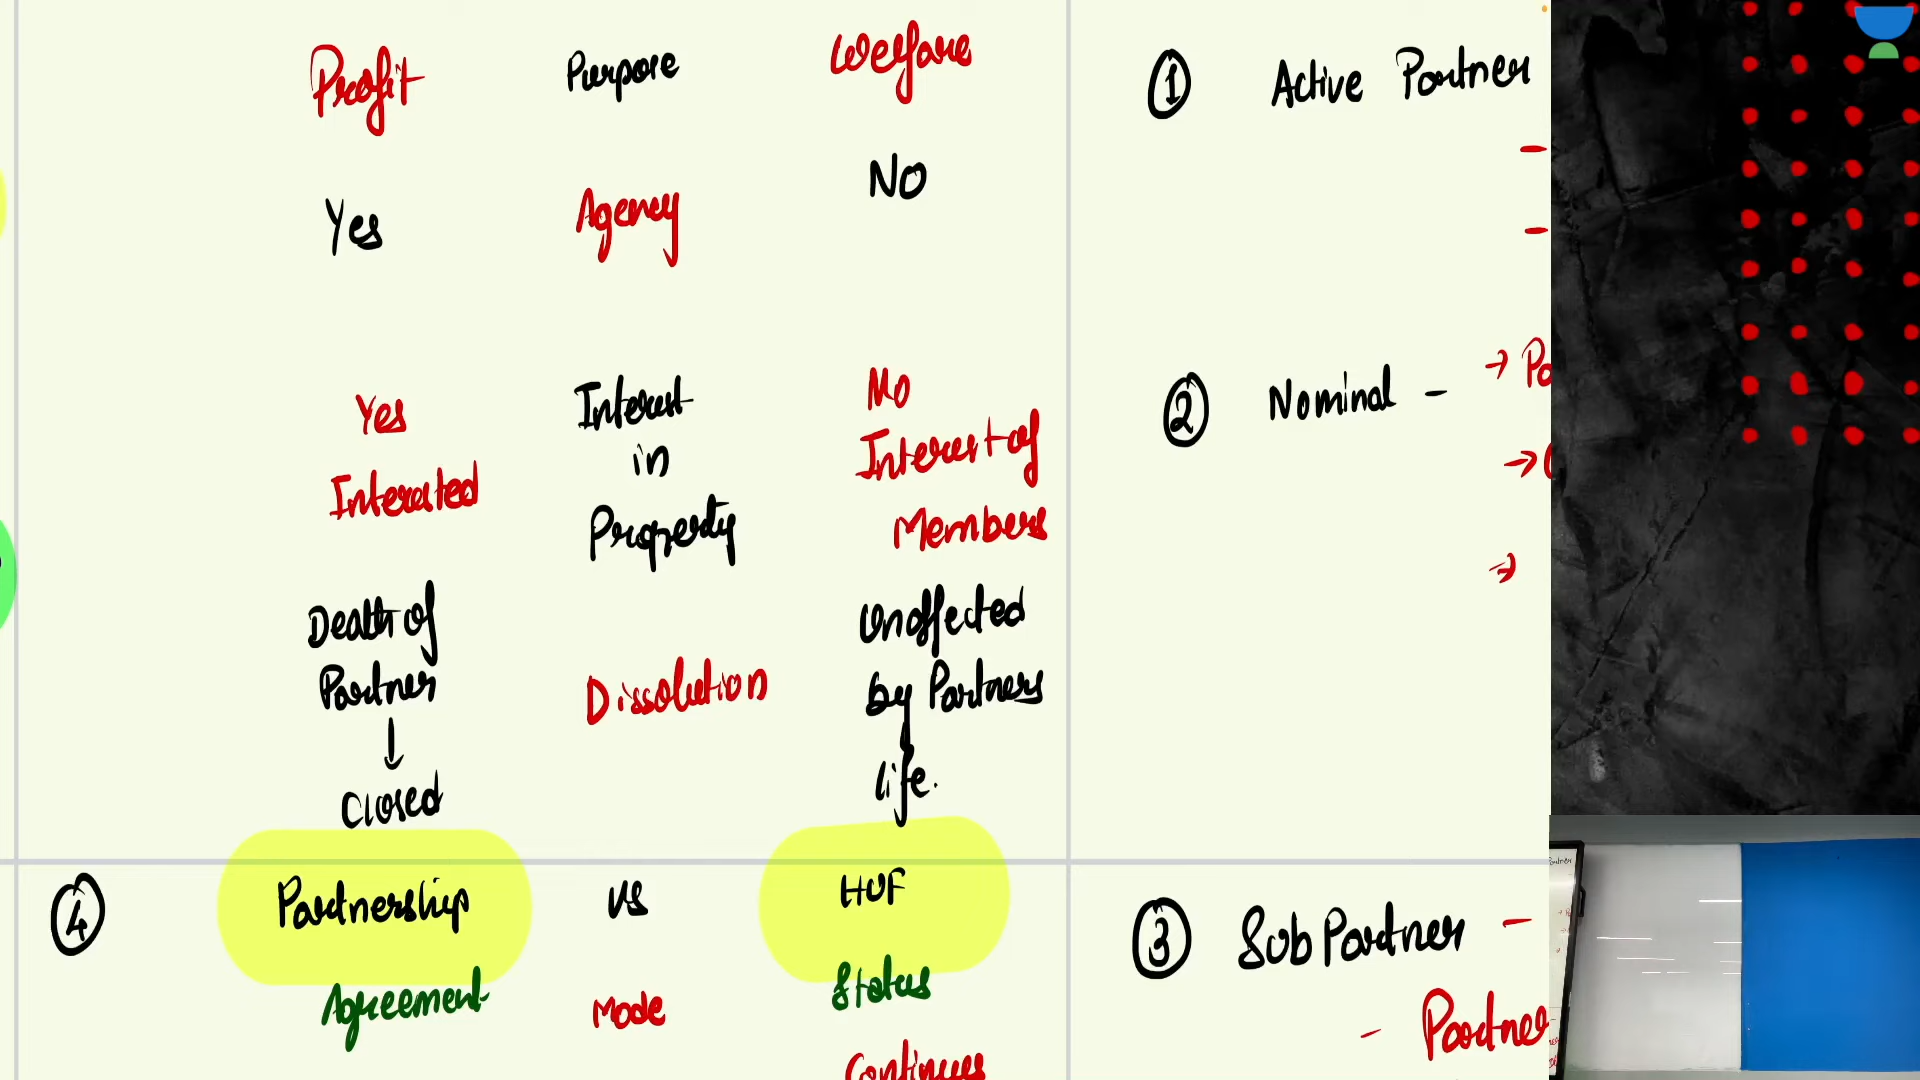 Profit Purpose Welfare
Yes Agency No
Yes Interest No
Interested in Interest of
Property Members
Death of Unaffected
Partner Dissolution by Partners
↓
Closed life.
④ Partnership vs HUF
Agreement Mode Status
Continues
① Active Partner
-
-
② Nominal - → Pa
→
→
③ Sub Partner -
- Partner